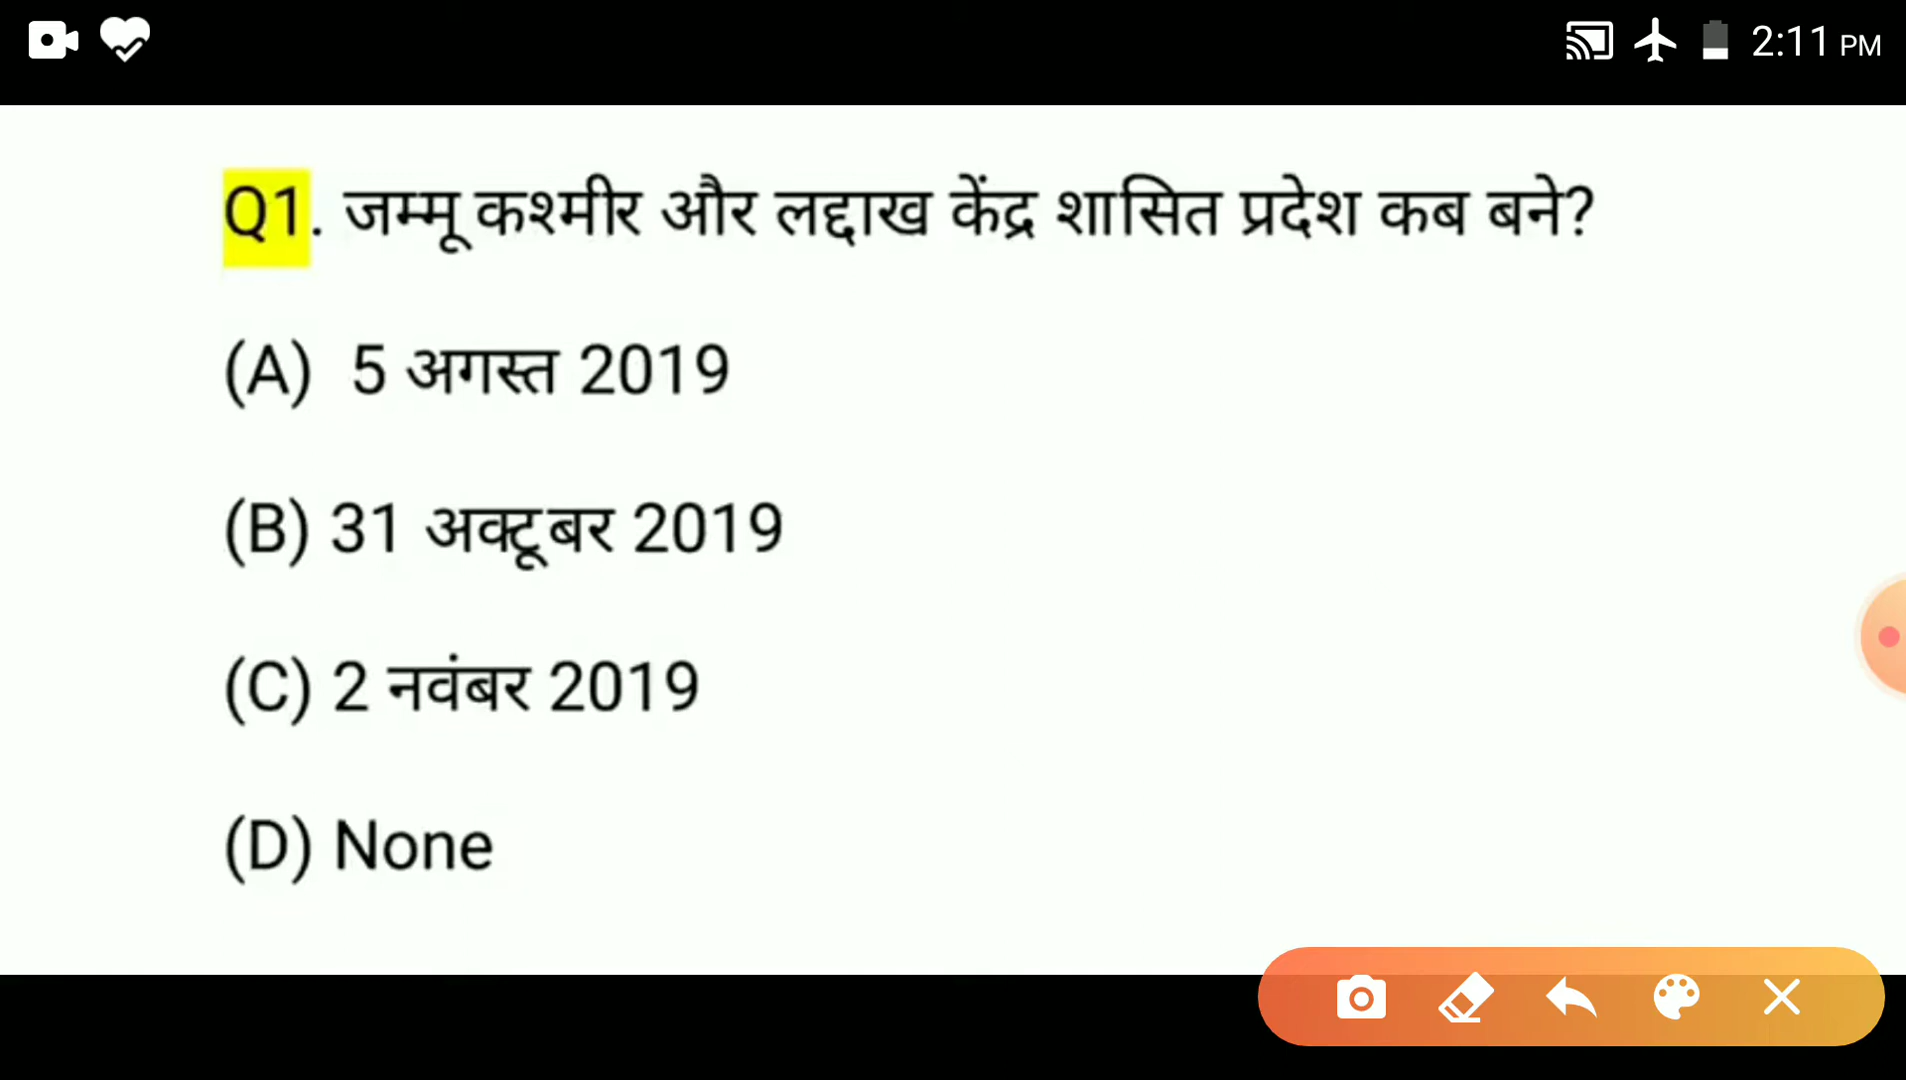 2:11 PM
Q1. जम्मू कश्मीर और लद्दाख केंद्र शासित प्रदेश कब बने?
(A) 5 अगस्त 2019
(B) 31 अक्टूबर 2019
(C) 2 नवंबर 2019
(D) None